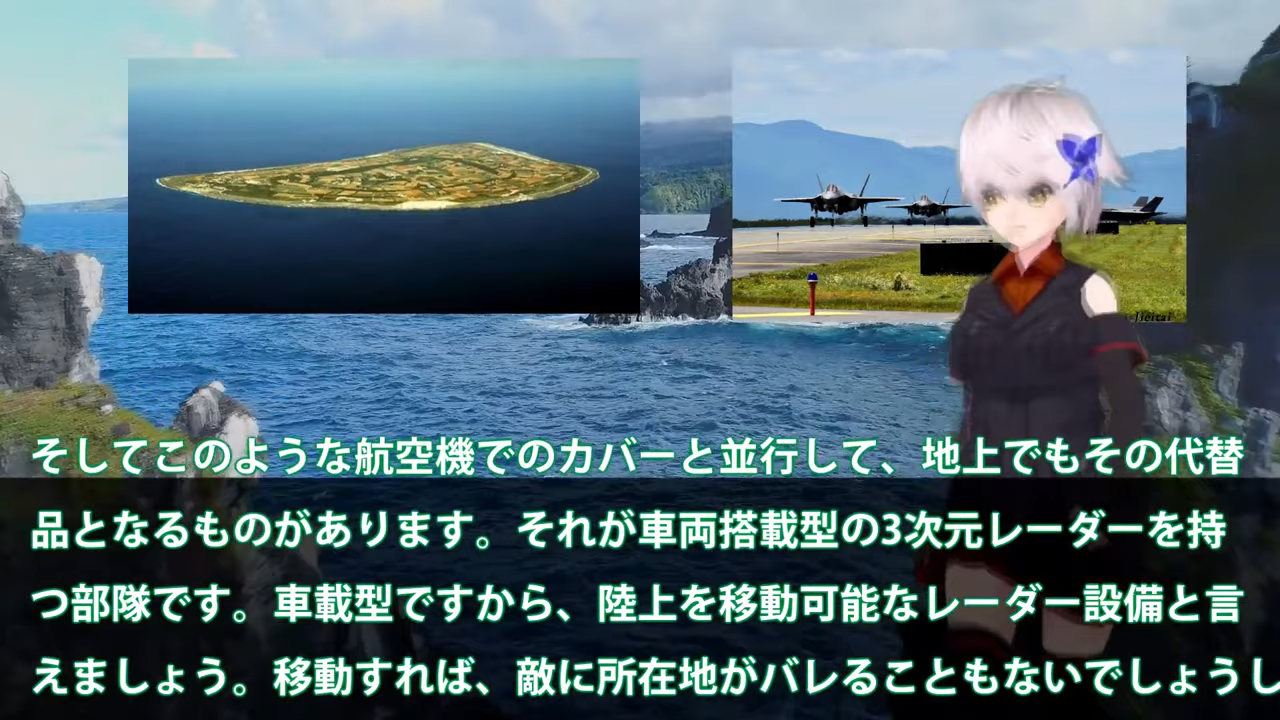 Jieitai
そしてこのような航空機でのカバーと並行して、地上でもその代替
品となるものがあります。それが車両搭載型の3次元レーダーを持
つ部隊です。車載型ですから、陸上を移動可能なレーダー設備と言
えましょう。移動すれば、敵に所在地がバレることもないでしょうし